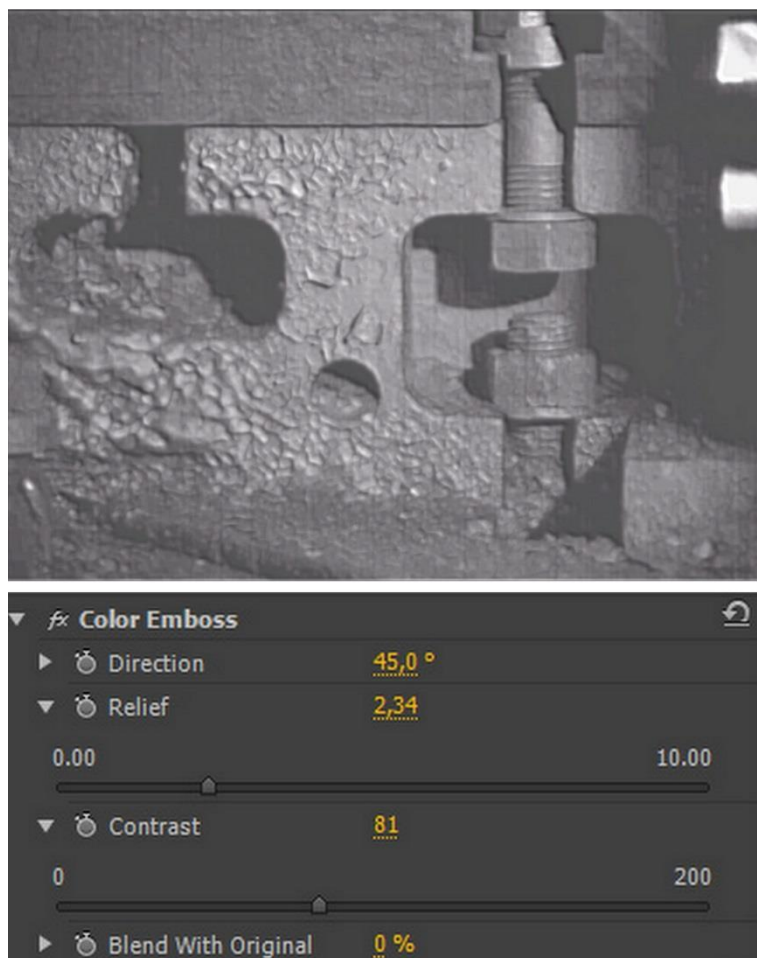 fx Color Emboss
Direction 45,0 °
Relief 2,34
0.00 10.00
Contrast 81
0 200
Blend With Original 0 %